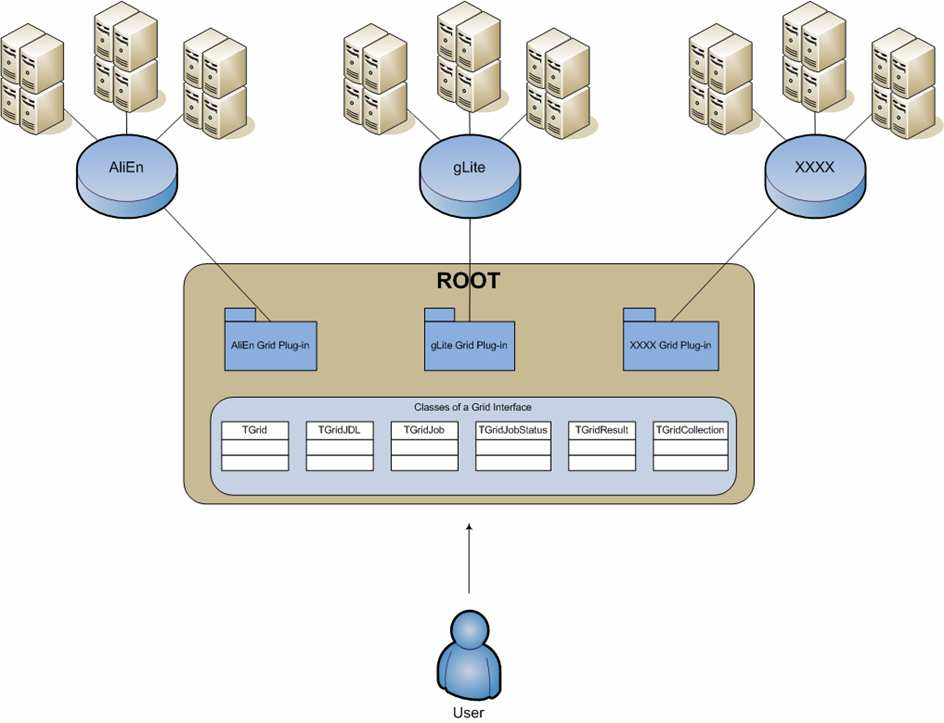 AliEn
gLite
XXXX
ROOT
AliEn Grid Plug-in
gLite Grid Plug-in
XXXX Grid Plug-in
Classes of a Grid Interface
TGrid
TGridJDL
TGridJob
TGridJobStatus
TGridResult
TGridCollection
User